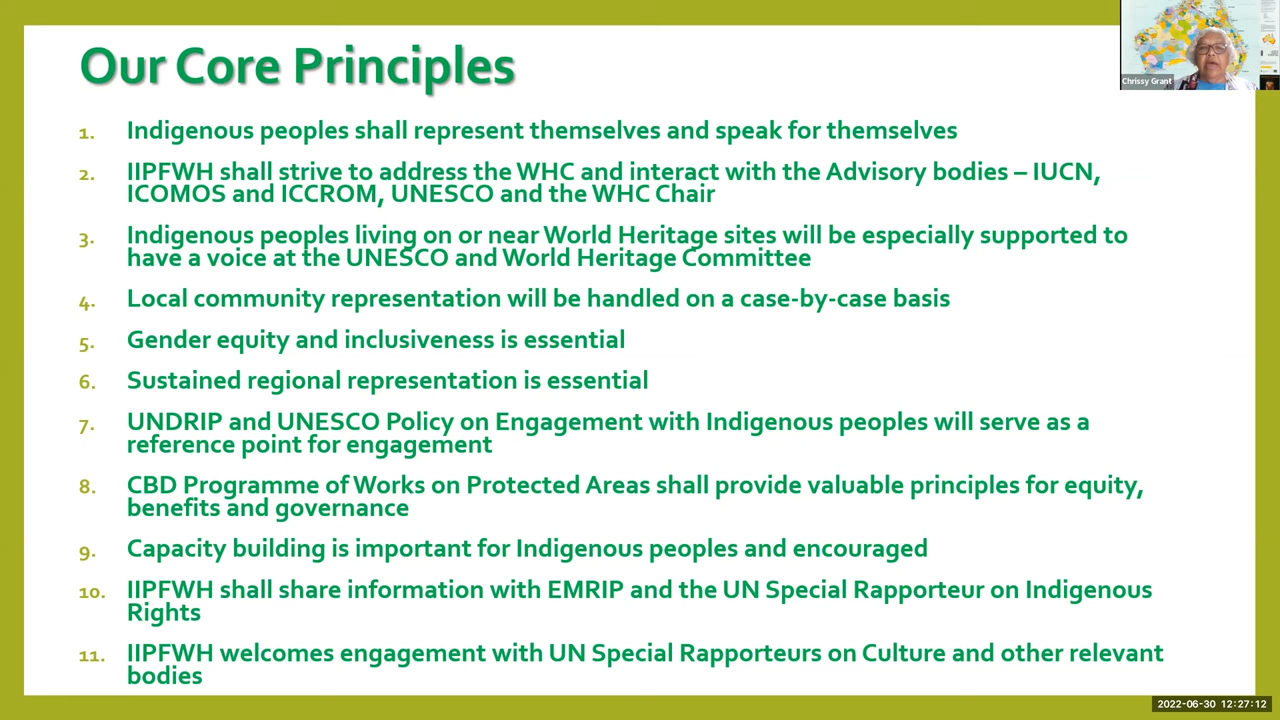 Our Core Principles
Chrissy Grant
1. Indigenous peoples shall represent themselves and speak for themselves
2. IIPFWH shall strive to address the WHC and interact with the Advisory bodies – IUCN,
ICOMOS and ICCROM, UNESCO and the WHC Chair
3. Indigenous peoples living on or near World Heritage sites will be especially supported to
have a voice at the UNESCO and World Heritage Committee
4. Local community representation will be handled on a case-by-case basis
5. Gender equity and inclusiveness is essential
6. Sustained regional representation is essential
7. UNDRIP and UNESCO Policy on Engagement with Indigenous peoples will serve as a
reference point for engagement
8. CBD Programme of Works on Protected Areas shall provide valuable principles for equity,
benefits and governance
9. Capacity building is important for Indigenous peoples and encouraged
10. IIPFWH shall share information with EMRIP and the UN Special Rapporteur on Indigenous
Rights
11. IIPFWH welcomes engagement with UN Special Rapporteurs on Culture and other relevant
bodies
2022-06-30 12:27:12